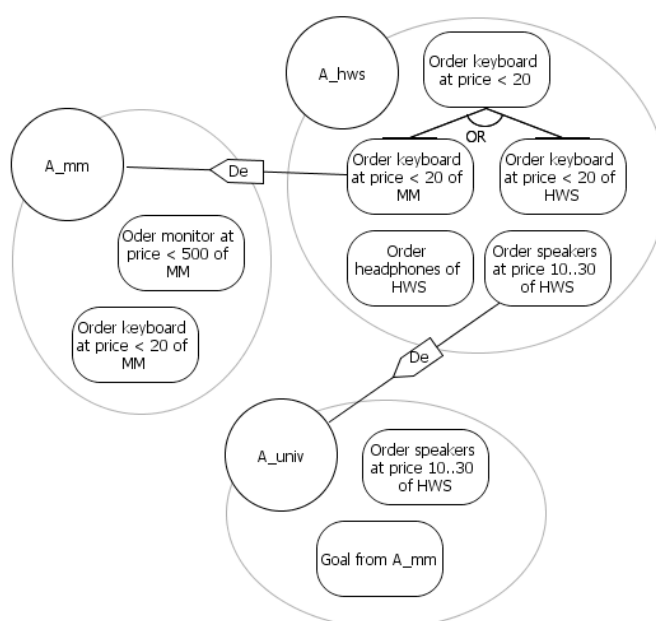 A_hws
Order keyboard
at price < 20
OR
A_mm
De
Order keyboard
at price < 20 of
MM
Order keyboard
at price < 20 of
HWS
Oder monitor at
price < 500 of
MM
Order
headphones of
HWS
Order speakers
at price 10..30
of HWS
Order keyboard
at price < 20 of
MM
De
A_univ
Order speakers
at price 10..30
of HWS
Goal from A_mm